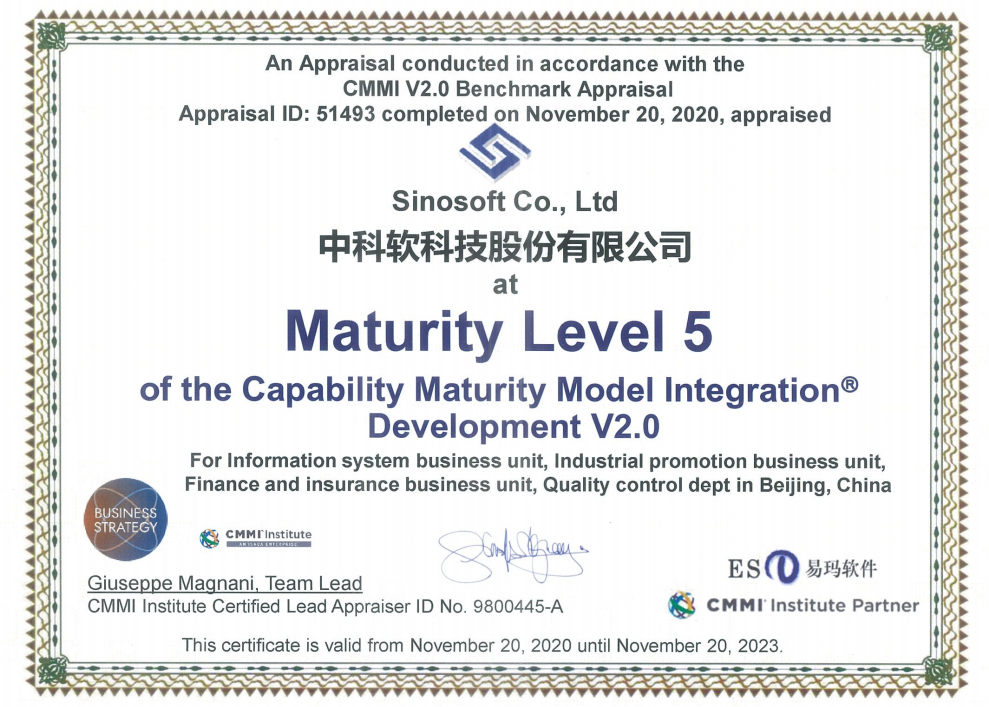 An Appraisal conducted in accordance with the
CMMI V2.0 Benchmark Appraisal
Appraisal ID: 51493 completed on November 20, 2020, appraised
Sinosoft Co., Ltd
中科软科技股份有限公司
at
Maturity Level 5
of the Capability Maturity Model Integration®
Development V2.0
For Information system business unit, Industrial promotion business unit,
Finance and insurance business unit, Quality control dept in Beijing, China
BUSINESS
STRATEGY
CMMI Institute
AN ISACA ENTERPRISE
Giuseppe Magnani, Team Lead
CMMI Institute Certified Lead Appraiser ID No. 9800445-A
ESI 易玛软件
CMMI Institute Partner
This certificate is valid from November 20, 2020 until November 20, 2023.